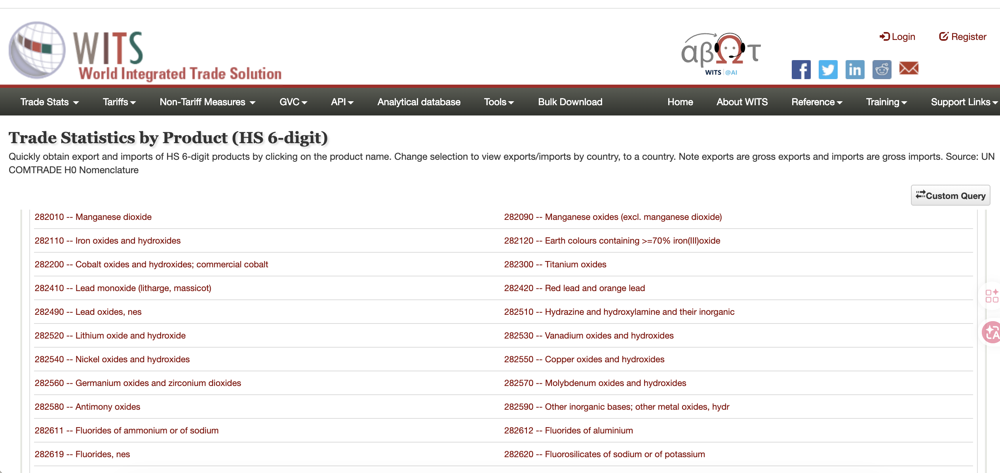 WITS
World Integrated Trade Solution
αβΩτ
WITS | @AI
Login
Register
Trade Stats
Tariffs
Non-Tariff Measures
GVC
API
Analytical database
Tools
Bulk Download
Home
About WITS
Reference
Training
Support Links
Trade Statistics by Product (HS 6-digit)
Quickly obtain export and imports of HS 6-digit products by clicking on the product name. Change selection to view exports/imports by country, to a country. Note exports are gross exports and imports are gross imports. Source: UN
COMTRADE H0 Nomenclature
Custom Query
282010 -- Manganese dioxide
282090 -- Manganese oxides (excl. manganese dioxide)
282110 -- Iron oxides and hydroxides
282120 -- Earth colours containing >=70% iron(III)oxide
282200 -- Cobalt oxides and hydroxides; commercial cobalt
282300 -- Titanium oxides
282410 -- Lead monoxide (litharge, massicot)
282420 -- Red lead and orange lead
282490 -- Lead oxides, nes
282510 -- Hydrazine and hydroxylamine and their inorganic
282520 -- Lithium oxide and hydroxide
282530 -- Vanadium oxides and hydroxides
282540 -- Nickel oxides and hydroxides
282550 -- Copper oxides and hydroxides
282560 -- Germanium oxides and zirconium dioxides
282570 -- Molybdenum oxides and hydroxides
282580 -- Antimony oxides
282590 -- Other inorganic bases; other metal oxides, hydr
282611 -- Fluorides of ammonium or of sodium
282612 -- Fluorides of aluminium
282619 -- Fluorides, nes
282620 -- Fluorosilicates of sodium or of potassium